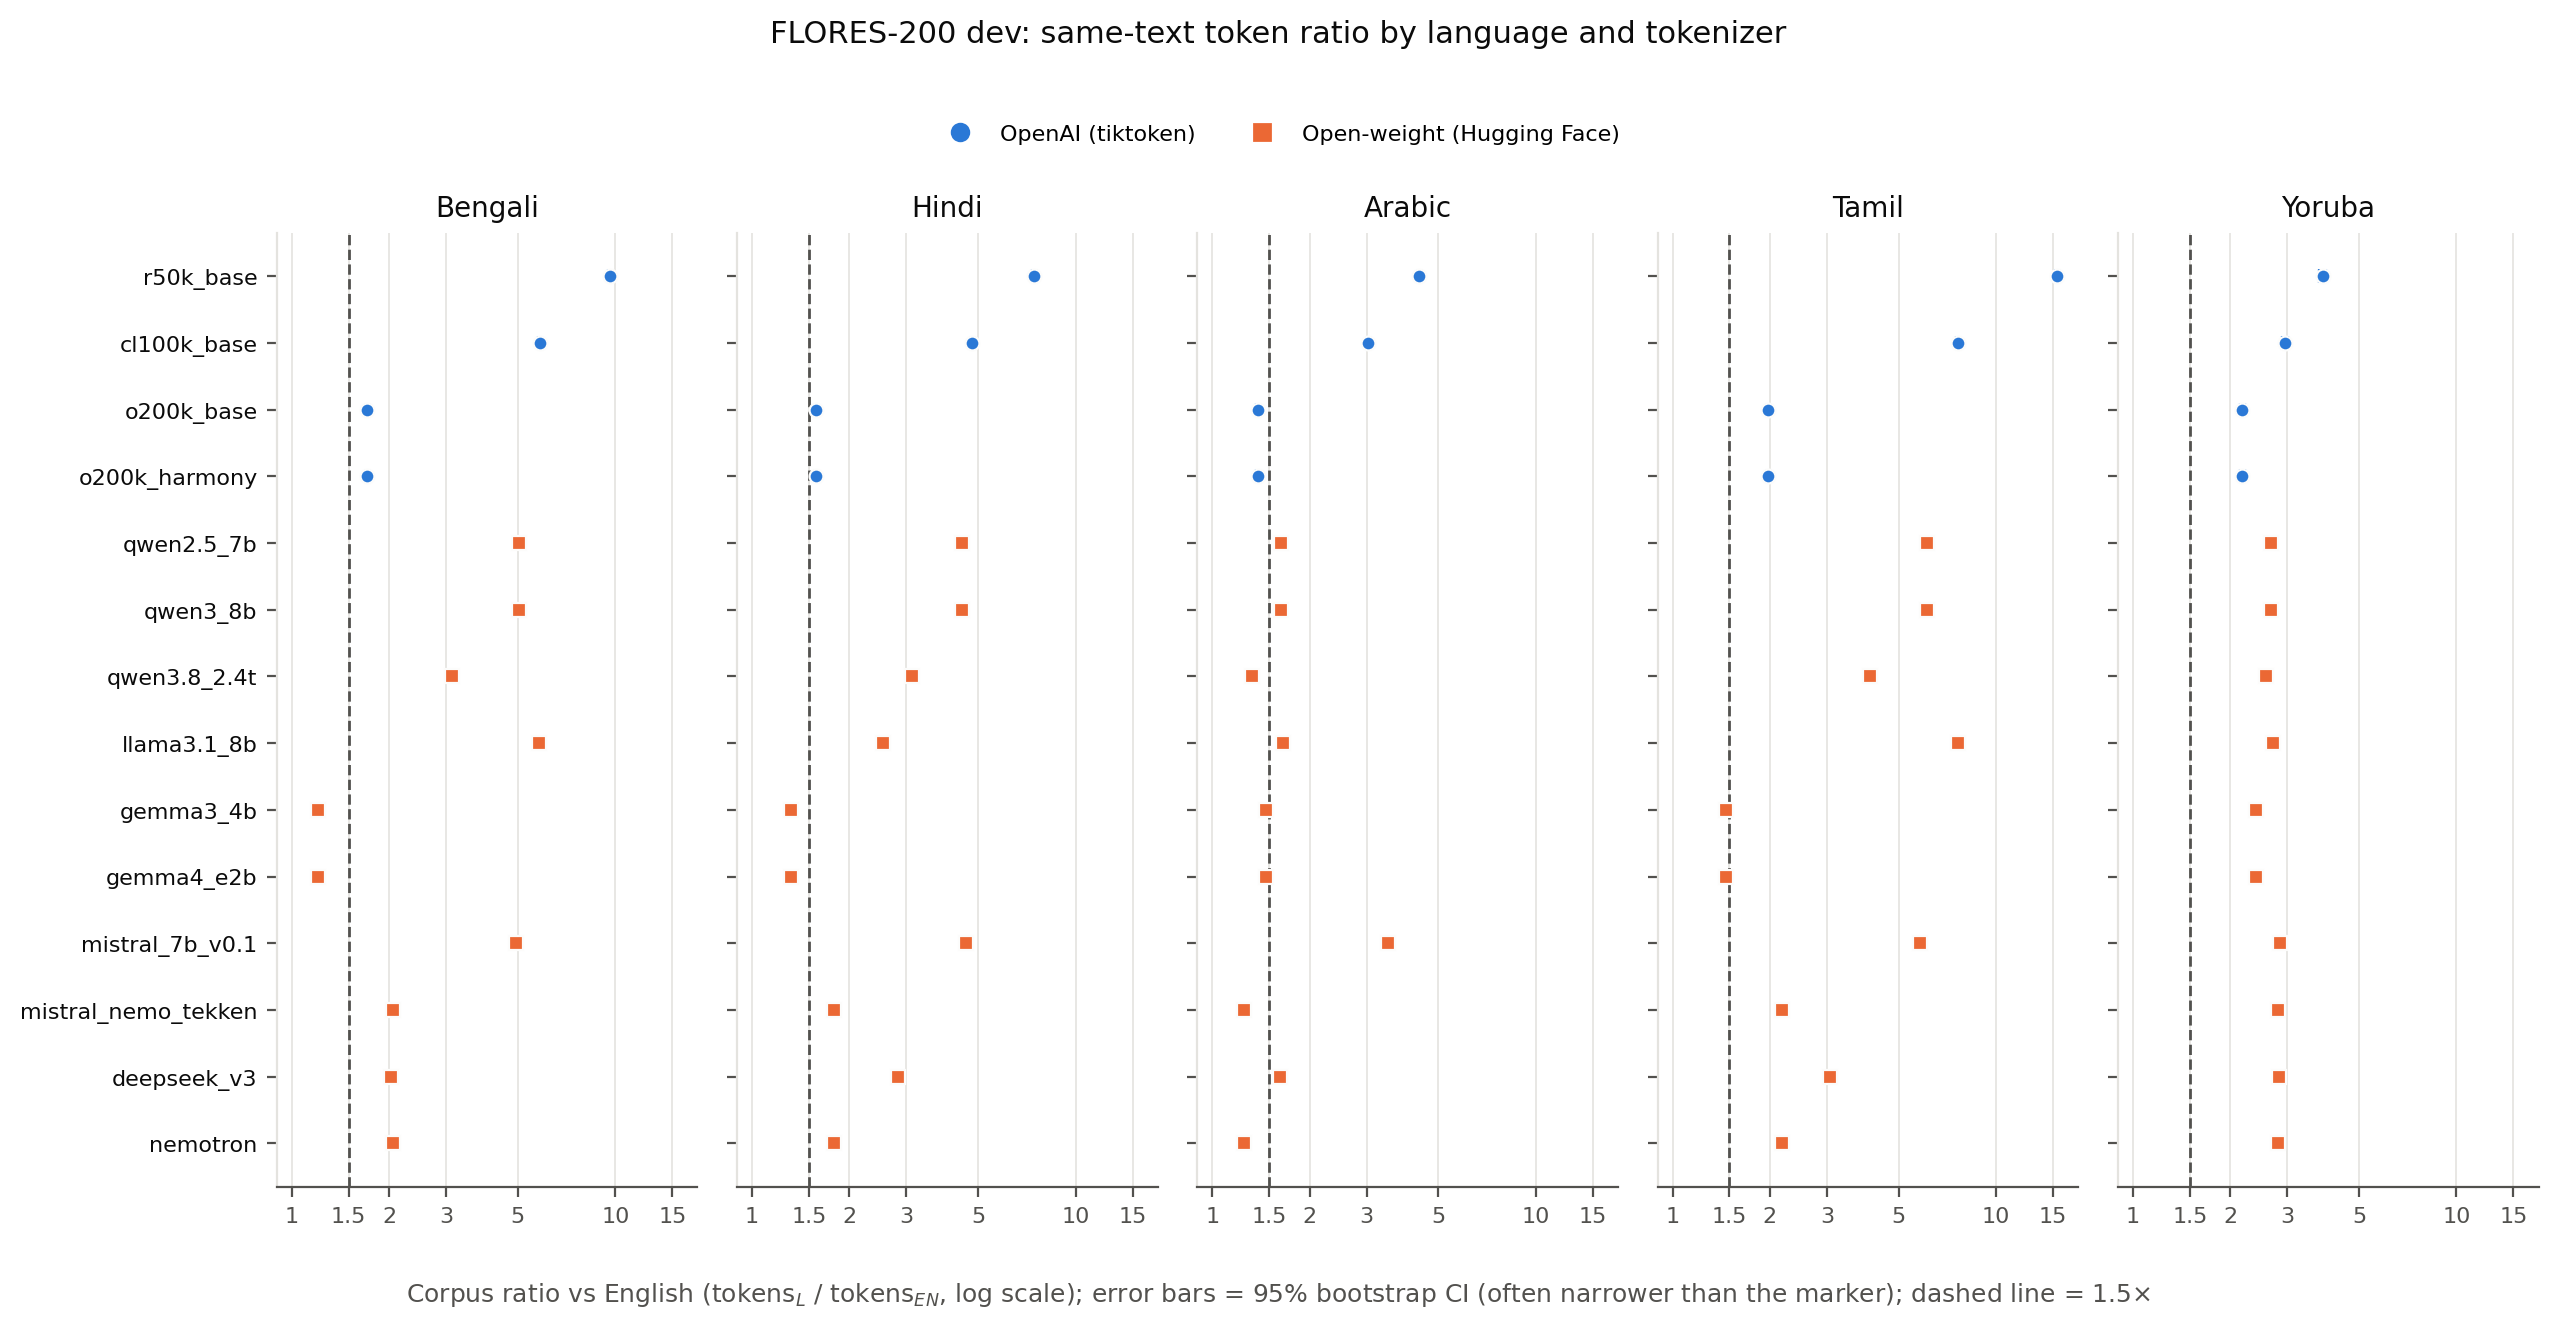 FLORES-200 dev: same-text token ratio by language and tokenizer
OpenAI (tiktoken) Open-weight (Hugging Face)
Bengali Hindi Arabic Tamil Yoruba
r50k_base
cl100k_base
o200k_base
o200k_harmony
qwen2.5_7b
qwen3_8b
qwen3.8_2.4t
llama3.1_8b
gemma3_4b
gemma4_e2b
mistral_7b_v0.1
mistral_nemo_tekken
deepseek_v3
nemotron
1 1.5 2 3 5 10 15 1 1.5 2 3 5 10 15 1 1.5 2 3 5 10 15 1 1.5 2 3 5 10 15 1 1.5 2 3 5 10 15
Corpus ratio vs English (tokensL / tokensEN, log scale); error bars = 95% bootstrap CI (often narrower than the marker); dashed line = 1.5×